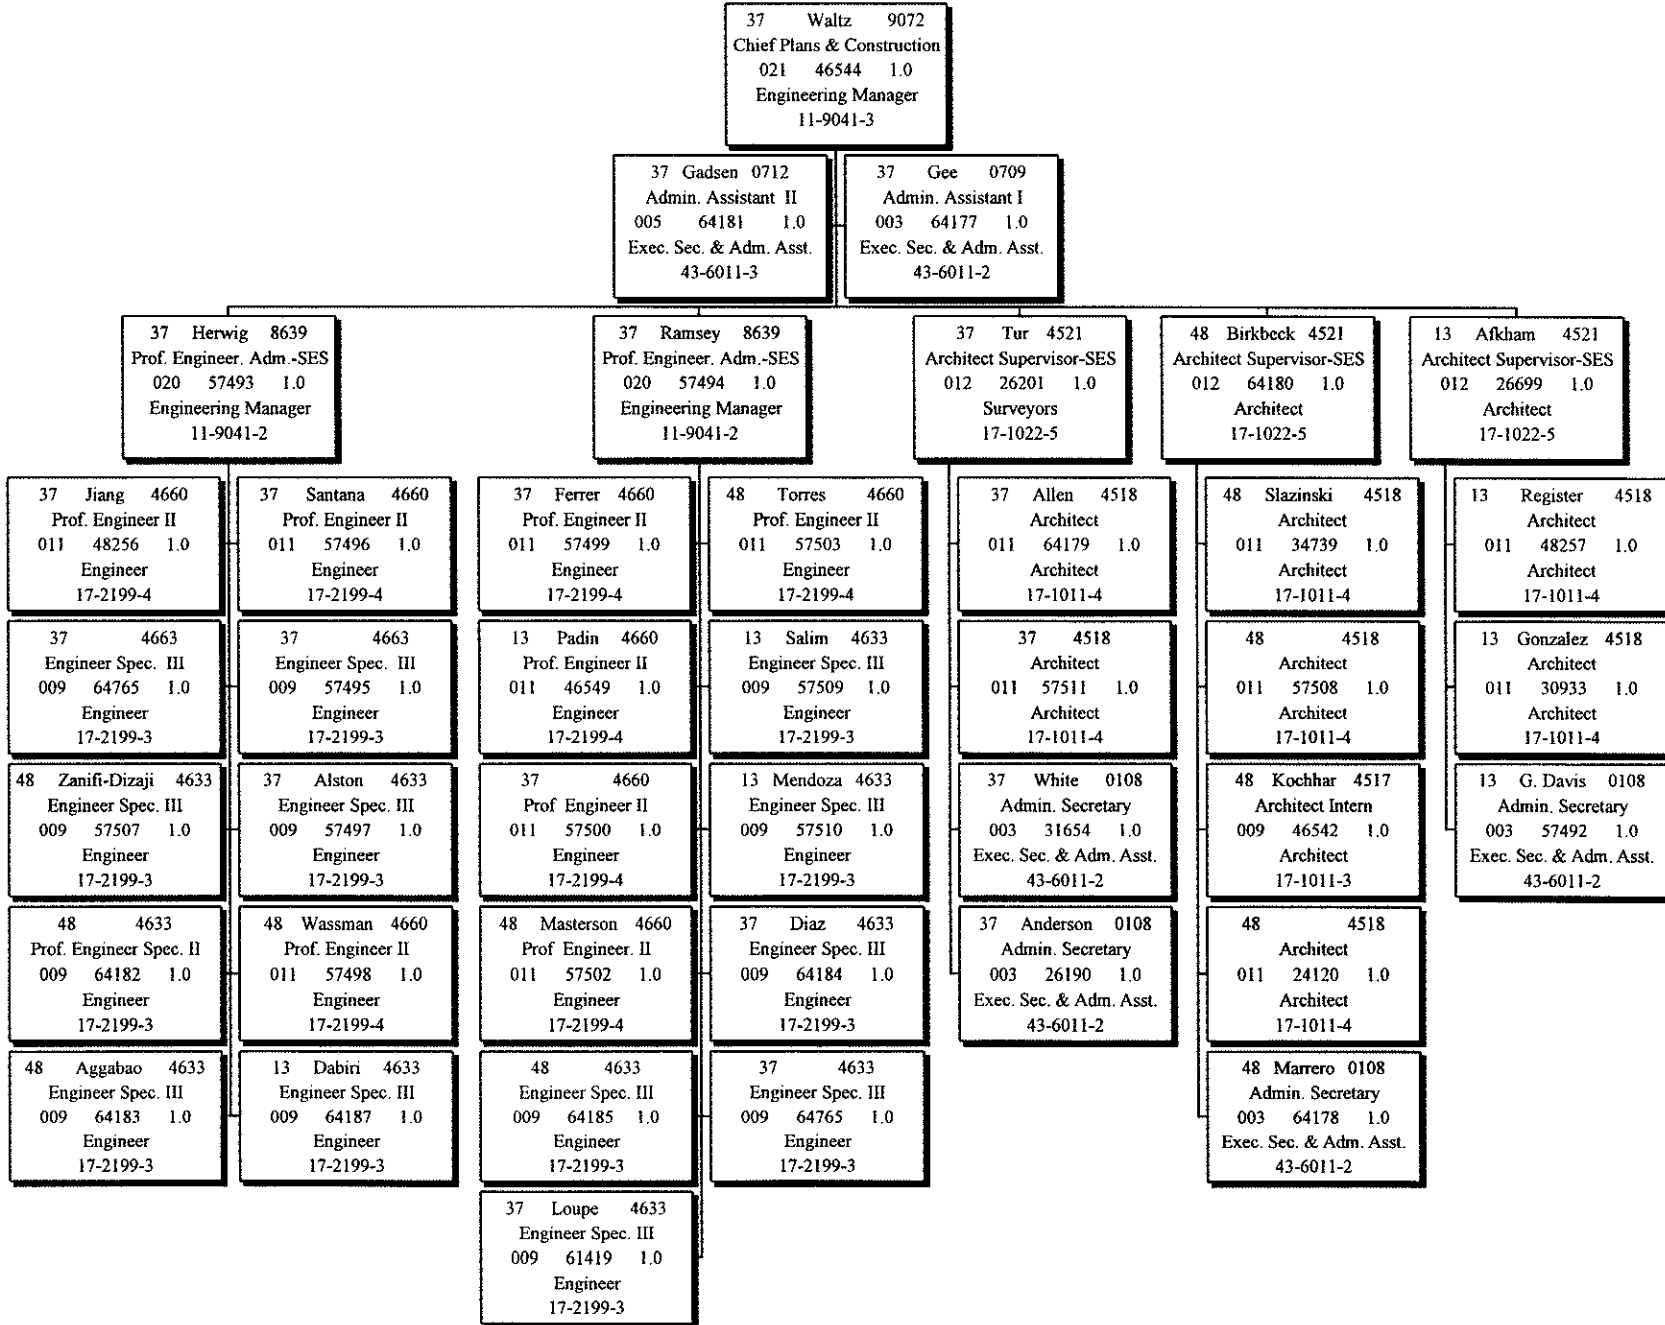 37 Waltz 9072
Chief Plans & Construction
021 46544 1.0
Engineering Manager
11-9041-3
37 Gadsen 0712
Admin. Assistant II
005 64181 1.0
Exec. Sec. & Adm. Asst.
43-6011-3
37 Gee 0709
Admin. Assistant I
003 64177 1.0
Exec. Sec. & Adm. Asst.
43-6011-2
37 Herwig 8639
Prof. Engineer. Adm.-SES
020 57493 1.0
Engineering Manager
11-9041-2
37 Ramsey 8639
Prof. Engineer. Adm.-SES
020 57494 1.0
Engineering Manager
11-9041-2
37 Tur 4521
Architect Supervisor-SES
012 26201 1.0
Surveyors
17-1022-5
48 Birkbeck 4521
Architect Supervisor-SES
012 64180 1.0
Architect
17-1022-5
13 Afkham 4521
Architect Supervisor-SES
012 26699 1.0
Architect
17-1022-5
37 Jiang 4660
Prof. Engineer II
011 48256 1.0
Engineer
17-2199-4
37 Santana 4660
Prof. Engineer II
011 57496 1.0
Engineer
17-2199-4
37 Ferrer 4660
Prof. Engineer II
011 57499 1.0
Engineer
17-2199-4
48 Torres 4660
Prof. Engineer II
011 57503 1.0
Engineer
17-2199-4
37 Allen 4518
Architect
011 64179 1.0
Architect
17-1011-4
48 Slazinski 4518
Architect
011 34739 1.0
Architect
17-1011-4
13 Register 4518
Architect
011 48257 1.0
Architect
17-1011-4
37 4663
Engineer Spec. III
009 64765 1.0
Engineer
17-2199-3
37 4663
Engineer Spec. III
009 57495 1.0
Engineer
17-2199-3
13 Padin 4660
Prof. Engineer II
011 46549 1.0
Engineer
17-2199-4
13 Salim 4633
Engineer Spec. III
009 57509 1.0
Engineer
17-2199-3
37 4518
Architect
011 57511 1.0
Architect
17-1011-4
48 4518
Architect
011 57508 1.0
Architect
17-1011-4
13 Gonzalez 4518
Architect
011 30933 1.0
Architect
17-1011-4
48 Zanifi-Dizaji 4633
Engineer Spec. III
009 57507 1.0
Engineer
17-2199-3
37 Alston 4633
Engineer Spec. III
009 57497 1.0
Engineer
17-2199-3
37 4660
Prof Engineer II
011 57500 1.0
Engineer
17-2199-4
13 Mendoza 4633
Engineer Spec. III
009 57510 1.0
Engineer
17-2199-3
37 White 0108
Admin. Secretary
003 31654 1.0
Exec. Sec. & Adm. Asst.
43-6011-2
48 Kochhar 4517
Architect Intern
009 46542 1.0
Architect
17-1011-3
13 G. Davis 0108
Admin. Secretary
003 57492 1.0
Exec. Sec. & Adm. Asst.
43-6011-2
48 4633
Prof. Engineer Spec. II
009 64182 1.0
Engineer
17-2199-3
48 Wassman 4660
Prof. Engineer II
011 57498 1.0
Engineer
17-2199-4
48 Masterson 4660
Prof Engineer. II
011 57502 1.0
Engineer
17-2199-4
37 Diaz 4633
Engineer Spec. III
009 64184 1.0
Engineer
17-2199-3
37 Anderson 0108
Admin. Secretary
003 26190 1.0
Exec. Sec. & Adm. Asst.
43-6011-2
48 4518
Architect
011 24120 1.0
Architect
17-1011-4
48 Aggabao 4633
Engineer Spec. III
009 64183 1.0
Engineer
17-2199-3
13 Dabiri 4633
Engineer Spec. III
009 64187 1.0
Engineer
17-2199-3
48 4633
Engineer Spec. III
009 64185 1.0
Engineer
17-2199-3
37 4633
Engineer Spec. III
009 64765 1.0
Engineer
17-2199-3
48 Marrero 0108
Admin. Secretary
003 64178 1.0
Exec. Sec. & Adm. Asst.
43-6011-2
37 Loupe 4633
Engineer Spec. III
009 61419 1.0
Engineer
17-2199-3